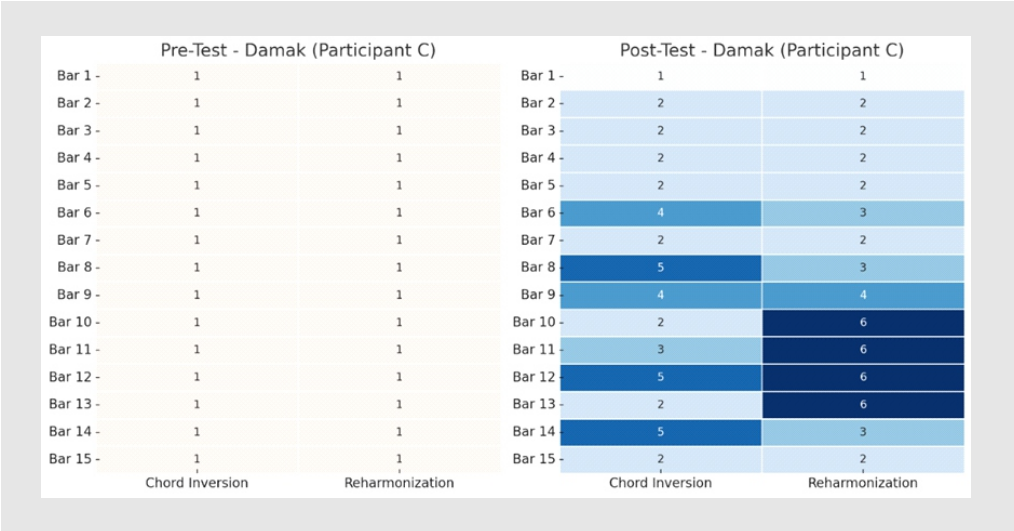 Pre-Test - Damak (Participant C)
Bar 1 - 1 1
Bar 2 - 1 1
Bar 3 - 1 1
Bar 4 - 1 1
Bar 5 - 1 1
Bar 6 - 1 1
Bar 7 - 1 1
Bar 8 - 1 1
Bar 9 - 1 1
Bar 10 - 1 1
Bar 11 - 1 1
Bar 12 - 1 1
Bar 13 - 1 1
Bar 14 - 1 1
Bar 15 - 1 1
Chord Inversion Reharmonization
Post-Test - Damak (Participant C)
Bar 1 - 1 1
Bar 2 - 2 2
Bar 3 - 2 2
Bar 4 - 2 2
Bar 5 - 2 2
Bar 6 - 4 3
Bar 7 - 2 2
Bar 8 - 5 3
Bar 9 - 4 4
Bar 10 - 2 6
Bar 11 - 3 6
Bar 12 - 5 6
Bar 13 - 2 6
Bar 14 - 5 3
Bar 15 - 2 2
Chord Inversion Reharmonization